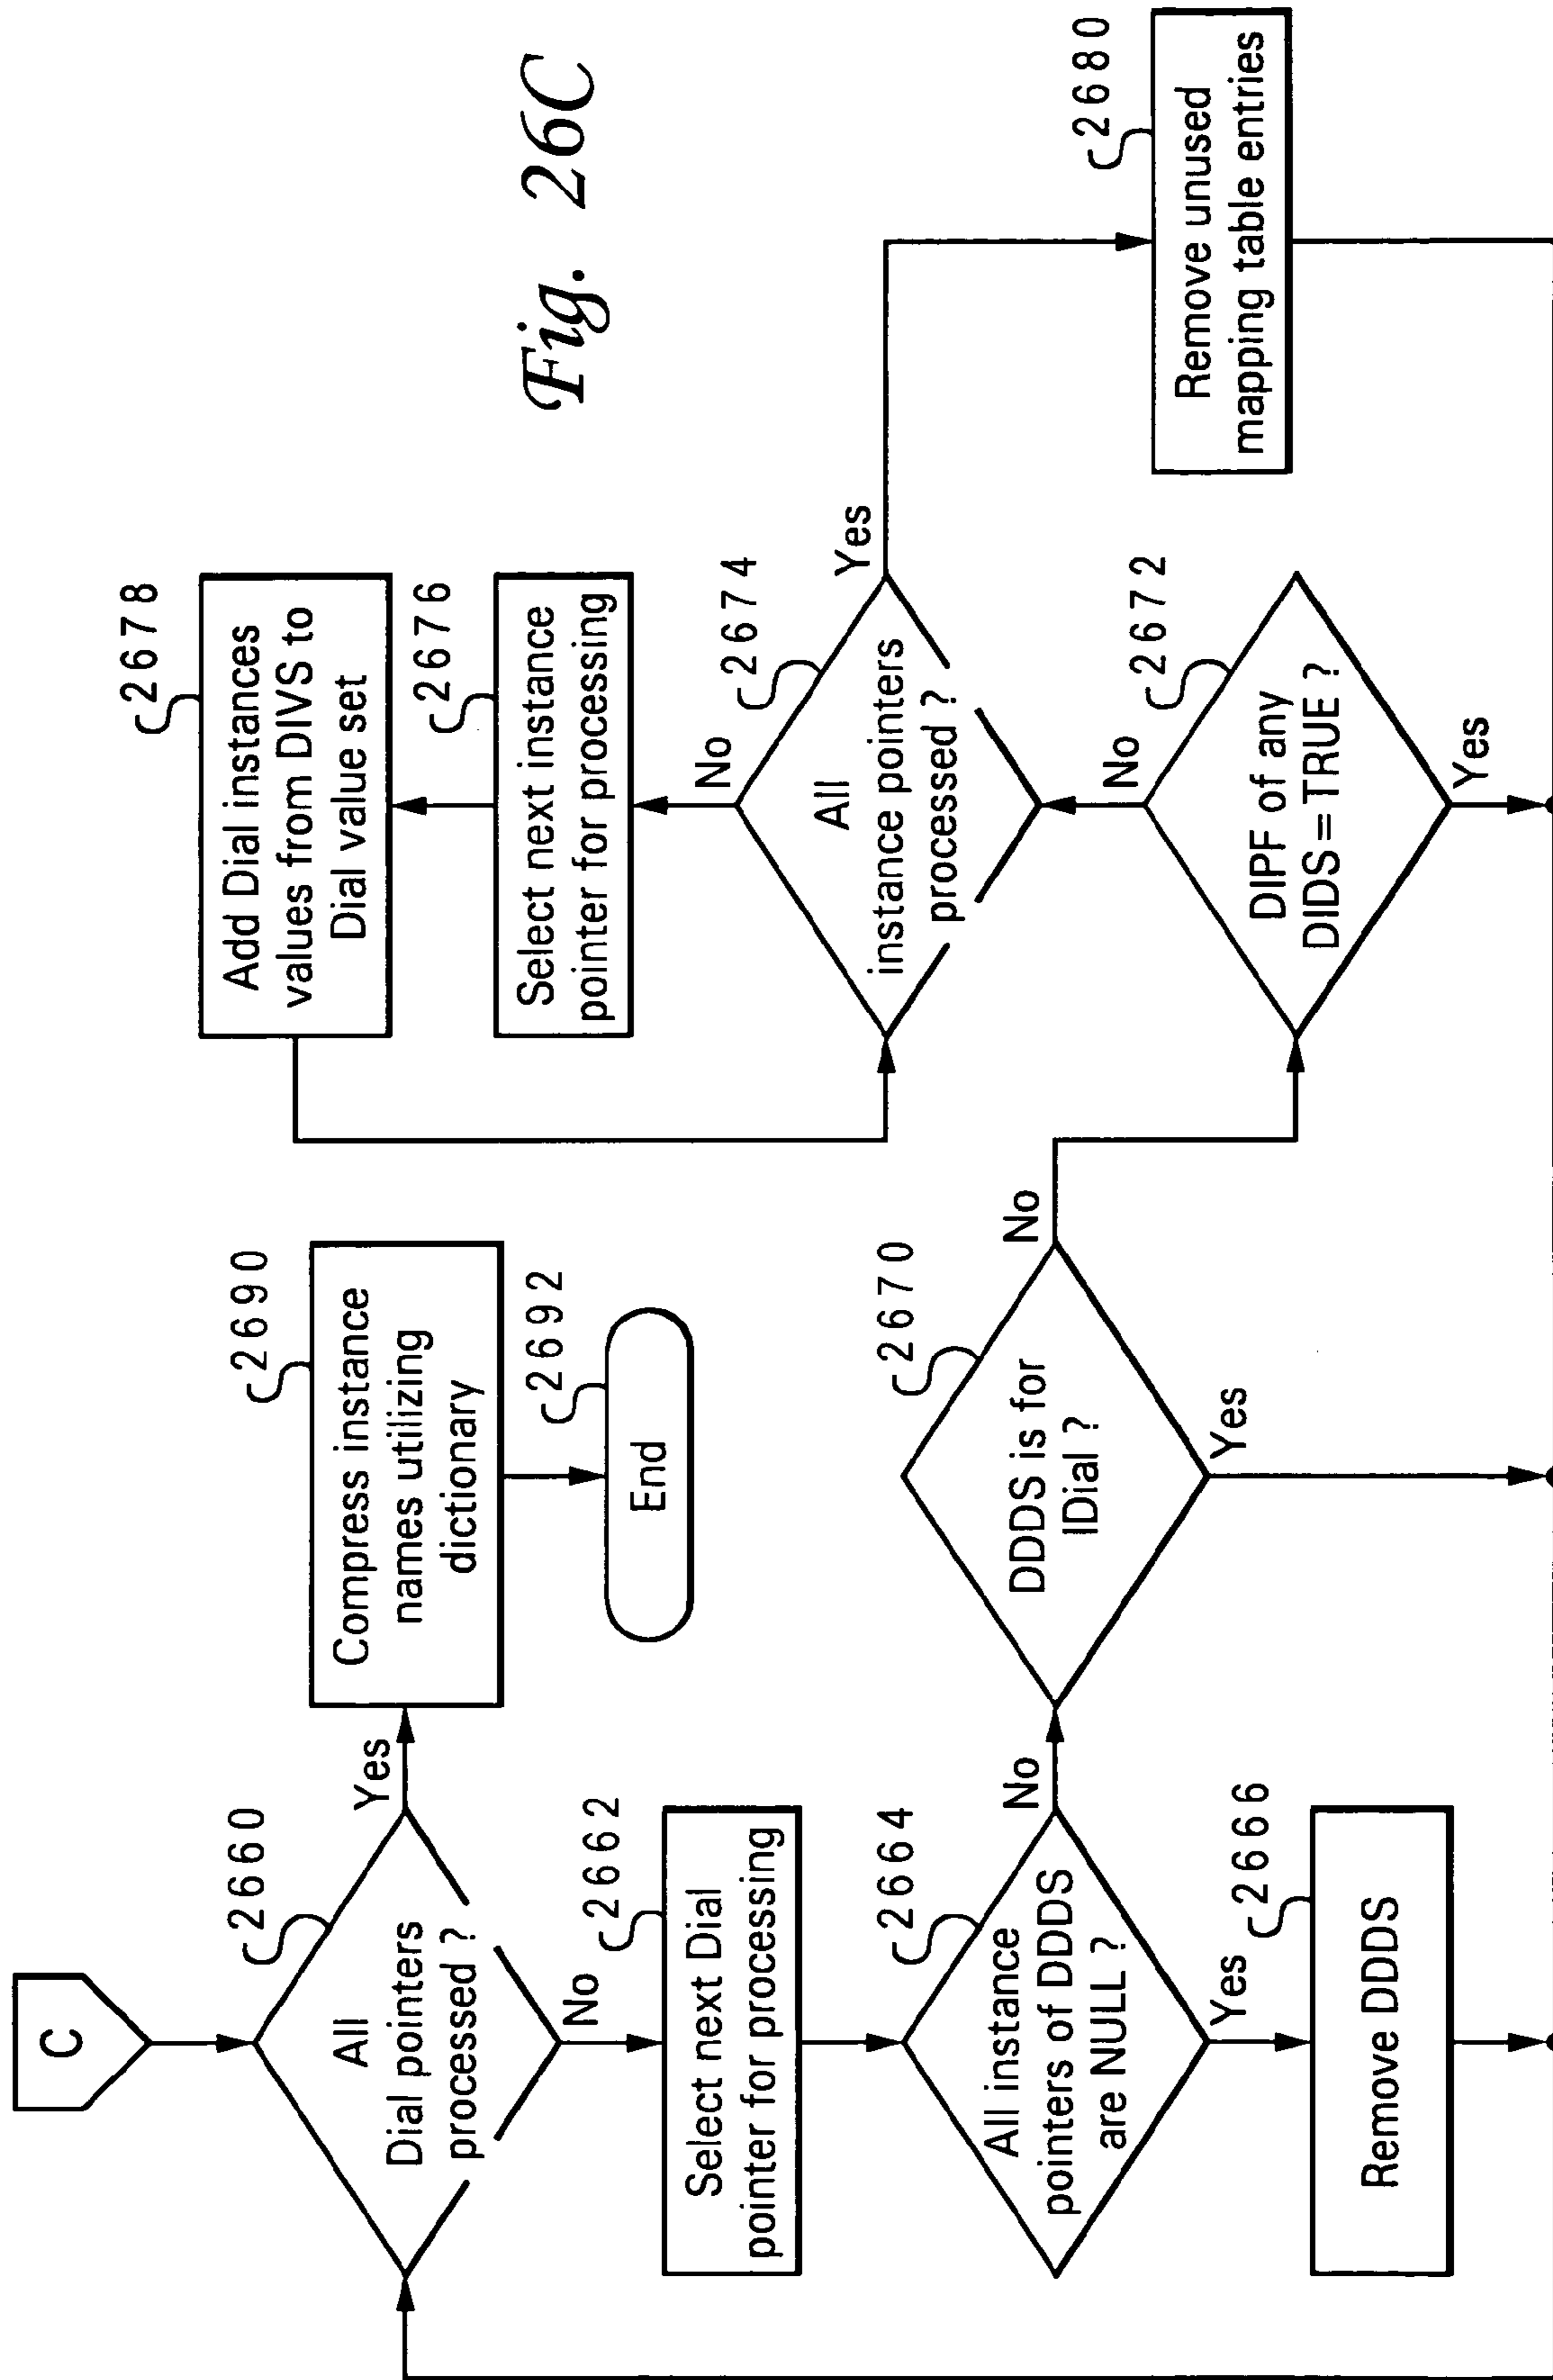 C
2660
All
Dial pointers
processed ?
Yes
No
2690
Compress instance
names utilizing
dictionary
2692
End
2662
Select next Dial
pointer for processing
2664
All instance
pointers of DDDS
are NULL ?
No
Yes
2666
Remove DDDS
2670
DDDS is for
IDial ?
No
Yes
2678
Add Dial instances
values from DIVS to
Dial value set
2676
Select next instance
pointer for processing
2674
No
All
instance pointers
processed ?
Yes
2672
No
DIPF of any
DIDS = TRUE ?
Yes
2680
Remove unused
mapping table entries
Fig. 26C